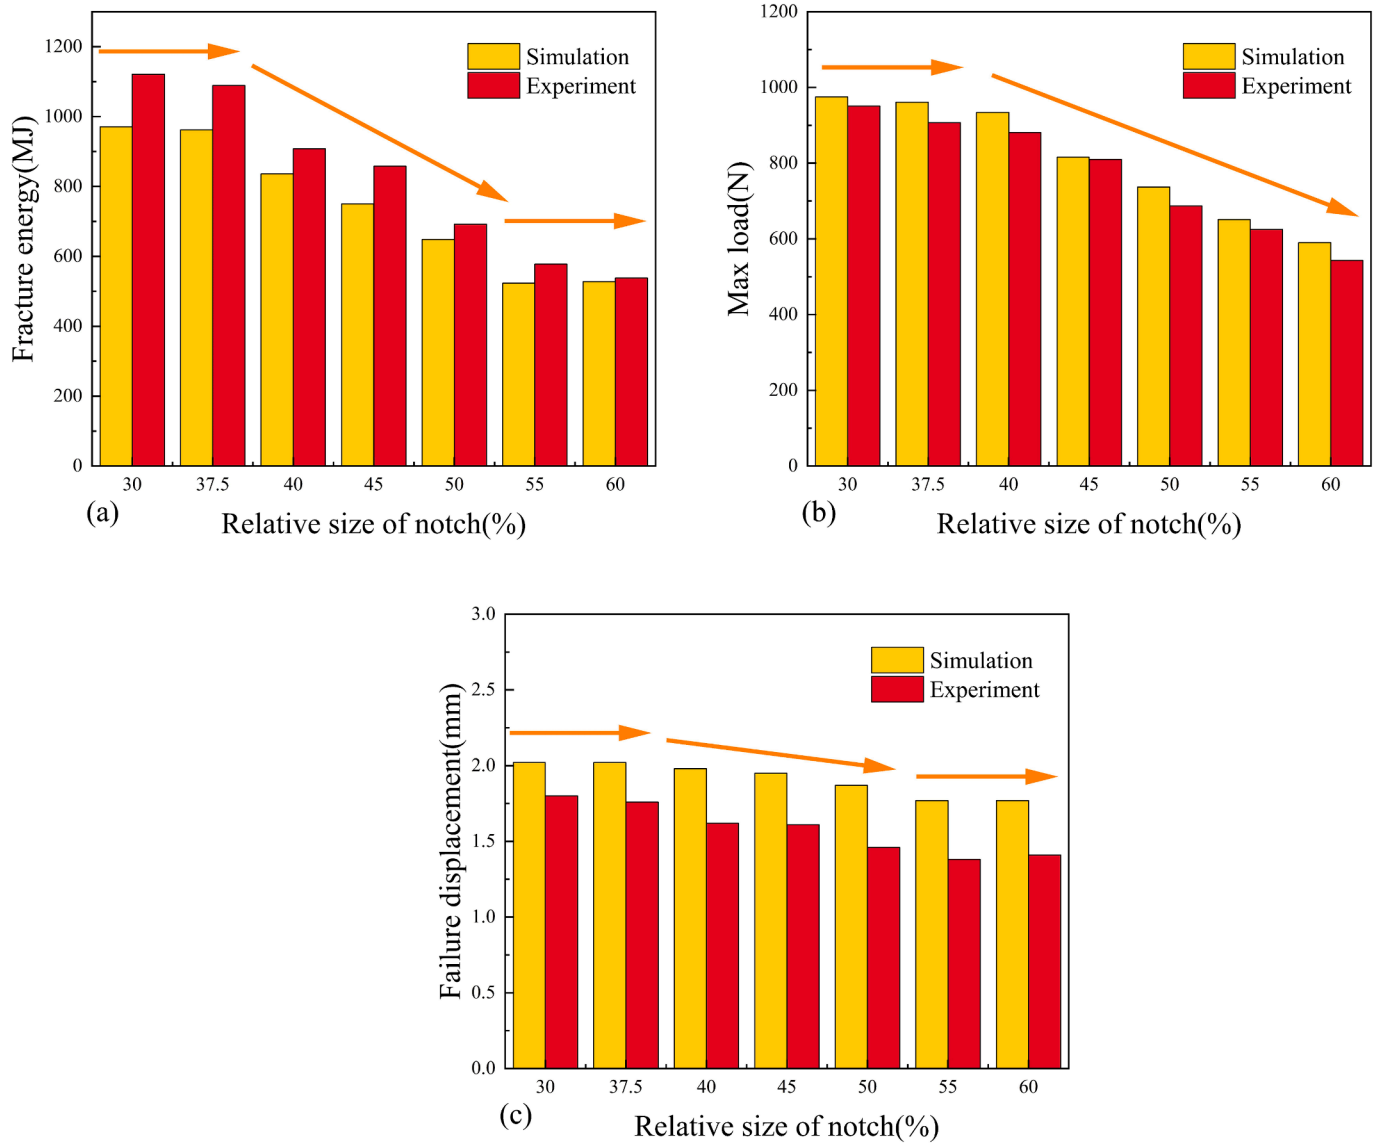 1200
1000
800
600
400
200
0
Fracture energy(MJ)
Simulation
Experiment
30 37.5 40 45 50 55 60
(a)
Relative size of notch(%)
1200
1000
800
600
400
200
0
Max load(N)
Simulation
Experiment
30 37.5 40 45 50 55 60
(b)
Relative size of notch(%)
3.0
2.5
2.0
1.5
1.0
0.5
0.0
Failure displacement(mm)
Simulation
Experiment
30 37.5 40 45 50 55 60
(c)
Relative size of notch(%)